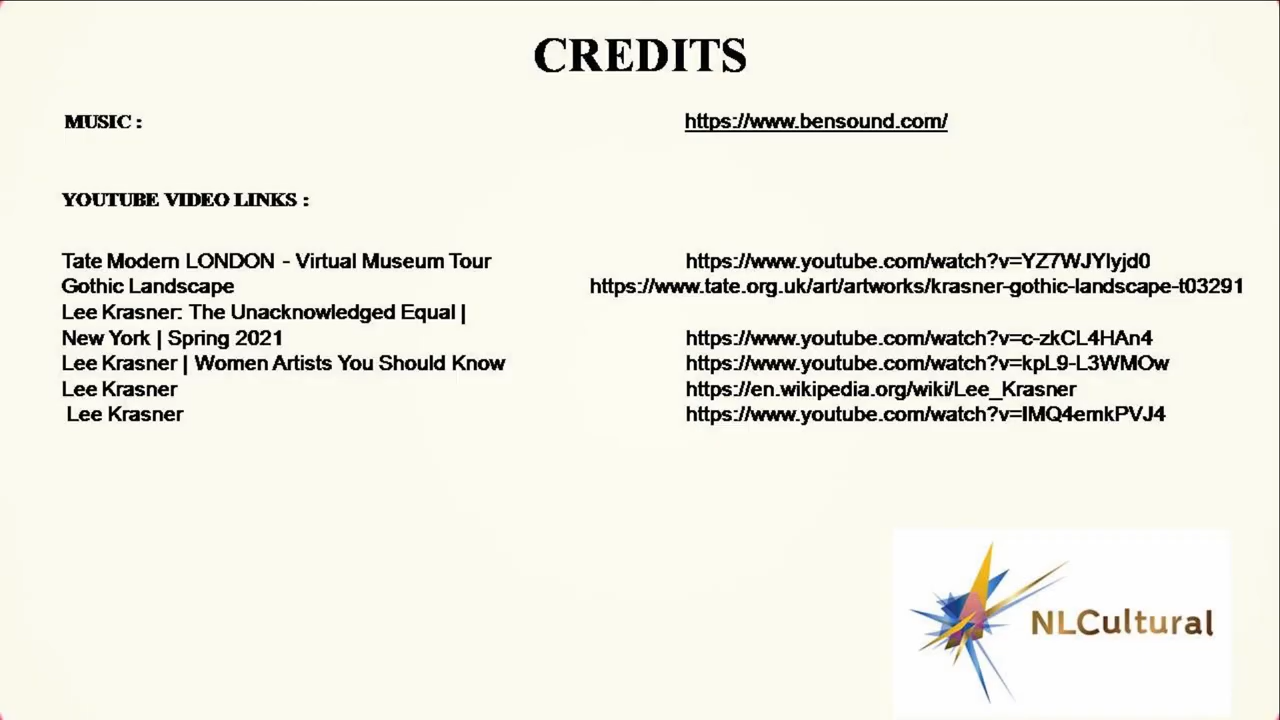 CREDITS
MUSIC : https://www.bensound.com/
YOUTUBE VIDEO LINKS :
Tate Modern LONDON - Virtual Museum Tour https://www.youtube.com/watch?v=YZ7WJYlyjd0
Gothic Landscape https://www.tate.org.uk/art/artworks/krasner-gothic-landscape-t03291
Lee Krasner: The Unacknowledged Equal |
New York | Spring 2021 https://www.youtube.com/watch?v=c-zkCL4HAn4
Lee Krasner | Women Artists You Should Know https://www.youtube.com/watch?v=kpL9-L3WMOw
Lee Krasner https://en.wikipedia.org/wiki/Lee_Krasner
Lee Krasner https://www.youtube.com/watch?v=IMQ4emkPVJ4
NLCultural